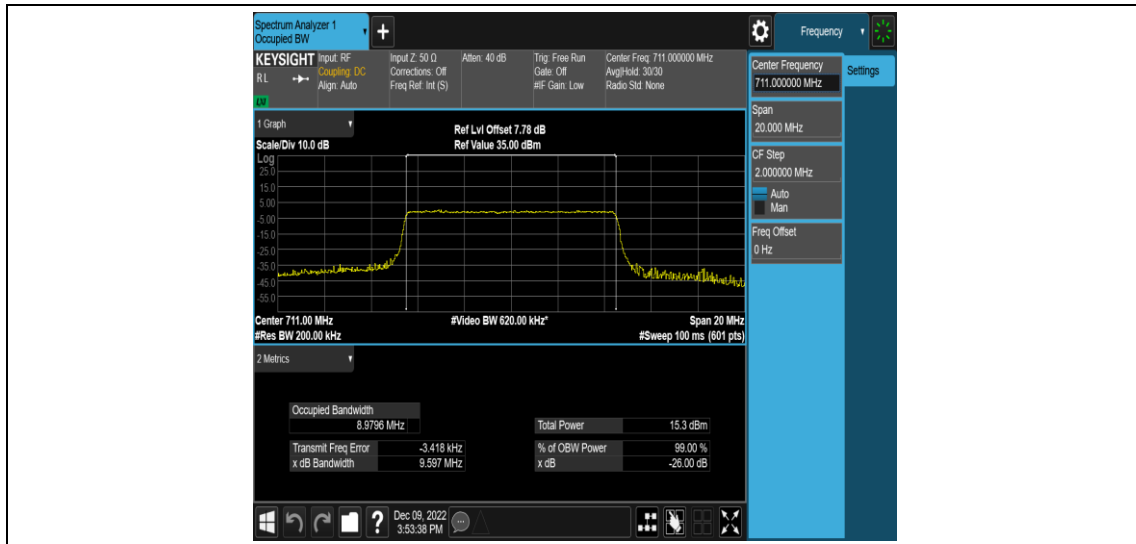 Spectrum Analyzer 1
Occupied BW
Frequency
KEYSIGHT
RL
Input: RF
Coupling: DC
Align: Auto
Input Z: 50 Ω
Corrections: Off
Freq Ref: Int (S)
Atten: 40 dB
Trig: Free Run
Gate: Off
#IF Gain: Low
Center Freq: 711.000000 MHz
Avg|Hold: 30/30
Radio Std: None
Center Frequency
711.000000 MHz
Settings
Span
20.000 MHz
CF Step
2.000000 MHz
Auto
Man
Freq Offset
0 Hz
1 Graph
Ref Lvl Offset 7.78 dB
Scale/Div 10.0 dB
Ref Value 35.00 dBm
Log
25.0
15.0
5.00
-5.00
-15.0
-25.0
-35.0
-45.0
-55.0
Center 711.00 MHz
#Video BW 620.00 kHz*
Span 20 MHz
#Res BW 200.00 kHz
#Sweep 100 ms (601 pts)
2 Metrics
Occupied Bandwidth
8.9796 MHz
Total Power 15.3 dBm
Transmit Freq Error -3.418 kHz
% of OBW Power 99.00 %
x dB Bandwidth 9.597 MHz
x dB -26.00 dB
Dec 09, 2022
3:53:38 PM